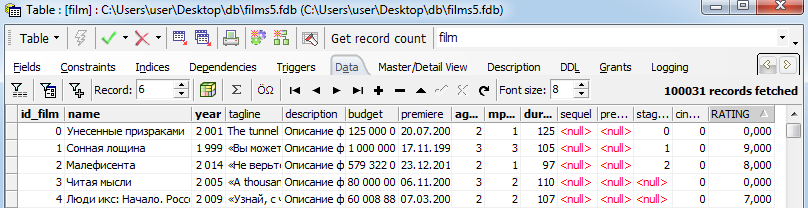 Table : [film] : C:\Users\user\Desktop\db\films5.fdb (C:\Users\user\Desktop\db\films5.fdb)
Table Get record count film
Fields Constraints Indices Dependencies Triggers Data Master/Detail View Description DDL Grants Logging
Record: 6 Σ ÖΩ Font size: 8 100031 records fetched
id_film name year tagline description budget premiere ag... mp... dur... sequel pre... stag... cin... RATING
0 Унесенные призраками 2 001 The tunnel Описание ф 125 000 0 20.07.200 2 1 125 <null> <null> 0 0 0,000
1 Сонная лощина 1 999 «Вы может Описание ф 1 000 000 17.11.199 3 3 105 <null> <null> 1 0 9,000
2 Малефисента 2 014 «Не верьт Описание ф 579 322 0 23.12.201 2 1 97 <null> <null> 2 0 8,000
3 Читая мысли 2 005 «A thousan Описание ф 80 000 00 06.11.200 3 2 110 <null> <null> <null> 0 0,000
4 Люди икс: Начало. Росс 2 009 «Узнай, с ч Описание ф 60 008 88 07.03.200 2 2 107 <null> <null> <null> 0 7,000